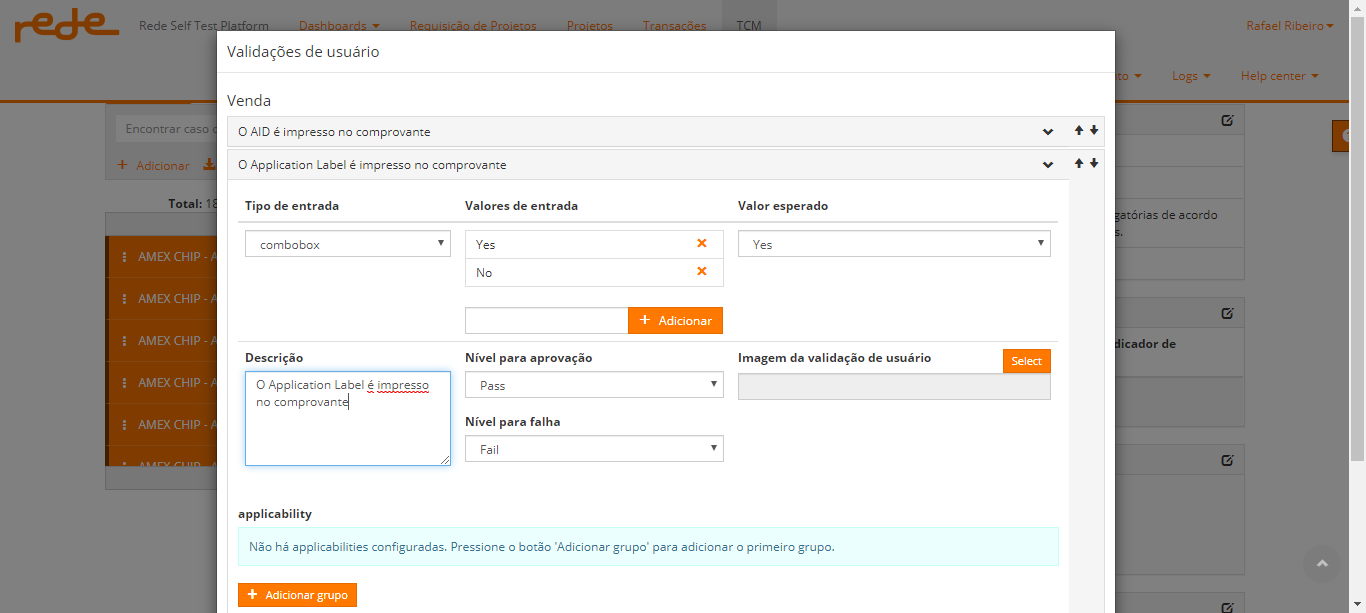 rede
Rede Self Test Platform
Dashboards
Requisição de Projetos
Projetos
Transações
TCM
Rafael Ribeiro
Logs
Help center
Validações de usuário
Venda
O AID é impresso no comprovante
O Application Label é impresso no comprovante
Tipo de entrada
Valores de entrada
Valor esperado
combobox
Yes
Yes
No
+ Adicionar
Descrição
Nível para aprovação
Imagem da validação de usuário
Select
O Application Label é impresso
no comprovante
Pass
Nível para falha
Fail
applicability
Não há applicabilities configuradas. Pressione o botão 'Adicionar grupo' para adicionar o primeiro grupo.
+ Adicionar grupo
Encontrar caso
+ Adicionar
Total: 18
AMEX CHIP - A
AMEX CHIP - A
AMEX CHIP - A
AMEX CHIP - A
AMEX CHIP - A
AMEX CHIP - A
gatórias de acordo
s.
dicador de